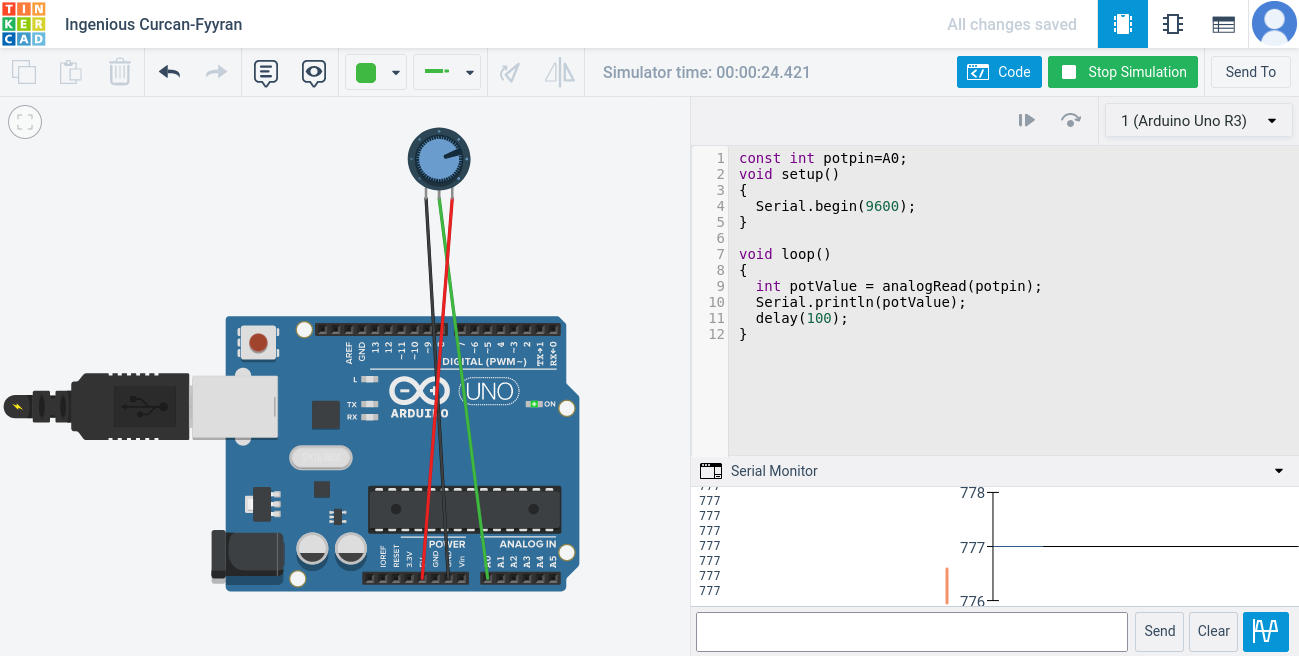 TIN
KER
CAD
Ingenious Curcan-Fyyran
All changes saved
Simulator time: 00:00:24.421
Code
Stop Simulation
Send To
1 (Arduino Uno R3)
1 const int potpin=A0;
2 void setup()
3 {
4   Serial.begin(9600);
5 }
6
7 void loop()
8 {
9   int potValue = analogRead(potpin);
10   Serial.println(potValue);
11   delay(100);
12 }
AREF
GND
13
12
~11
~10
~9
8
7
~6
~5
4
~3
2
TX→1
RX←0
DIGITAL (PWM~)
L
TX
RX
ARDUINO
UNO
ON
POWER
ANALOG IN
IOREF
RESET
3.3V
GND
Vin
A0
A1
A2
A3
A4
A5
Serial Monitor
777
777
777
777
777
777
777
777
778
777
776
Send
Clear